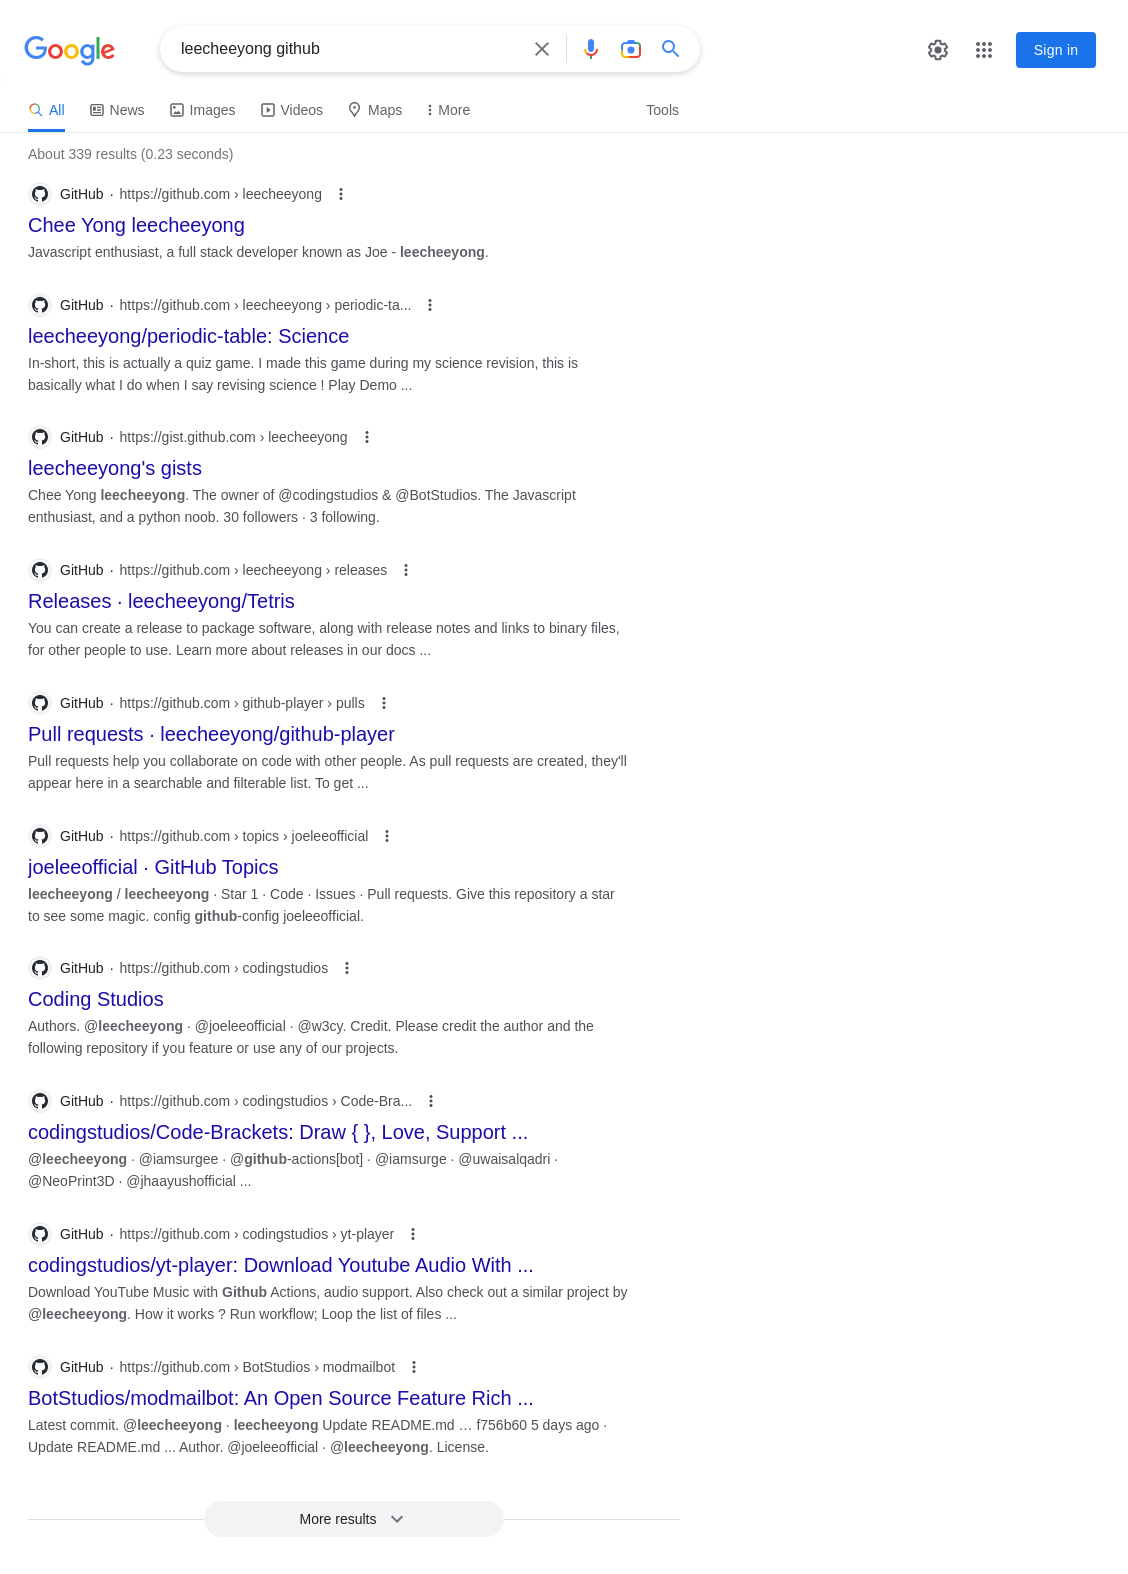 Google
leecheeyong github
Sign in
All News Images Videos Maps More Tools
About 339 results (0.23 seconds)
GitHub · https://github.com › leecheeyong
Chee Yong leecheeyong
Javascript enthusiast, a full stack developer known as Joe - leecheeyong.
GitHub · https://github.com › leecheeyong › periodic-ta...
leecheeyong/periodic-table: Science
In-short, this is actually a quiz game. I made this game during my science revision, this is
basically what I do when I say revising science ! Play Demo ...
GitHub · https://gist.github.com › leecheeyong
leecheeyong's gists
Chee Yong leecheeyong. The owner of @codingstudios & @BotStudios. The Javascript
enthusiast, and a python noob. 30 followers · 3 following.
GitHub · https://github.com › leecheeyong › releases
Releases · leecheeyong/Tetris
You can create a release to package software, along with release notes and links to binary files,
for other people to use. Learn more about releases in our docs ...
GitHub · https://github.com › github-player › pulls
Pull requests · leecheeyong/github-player
Pull requests help you collaborate on code with other people. As pull requests are created, they'll
appear here in a searchable and filterable list. To get ...
GitHub · https://github.com › topics › joeleeofficial
joeleeofficial · GitHub Topics
leecheeyong / leecheeyong · Star 1 · Code · Issues · Pull requests. Give this repository a star
to see some magic. config github-config joeleeofficial.
GitHub · https://github.com › codingstudios
Coding Studios
Authors. @leecheeyong · @joeleeofficial · @w3cy. Credit. Please credit the author and the
following repository if you feature or use any of our projects.
GitHub · https://github.com › codingstudios › Code-Bra...
codingstudios/Code-Brackets: Draw { }, Love, Support ...
@leecheeyong · @iamsurgee · @github-actions[bot] · @iamsurge · @uwaisalqadri ·
@NeoPrint3D · @jhaayushofficial ...
GitHub · https://github.com › codingstudios › yt-player
codingstudios/yt-player: Download Youtube Audio With ...
Download YouTube Music with Github Actions, audio support. Also check out a similar project by
@leecheeyong. How it works ? Run workflow; Loop the list of files ...
GitHub · https://github.com › BotStudios › modmailbot
BotStudios/modmailbot: An Open Source Feature Rich ...
Latest commit. @leecheeyong · leecheeyong Update README.md … f756b60 5 days ago ·
Update README.md ... Author. @joeleeofficial · @leecheeyong. License.
More results